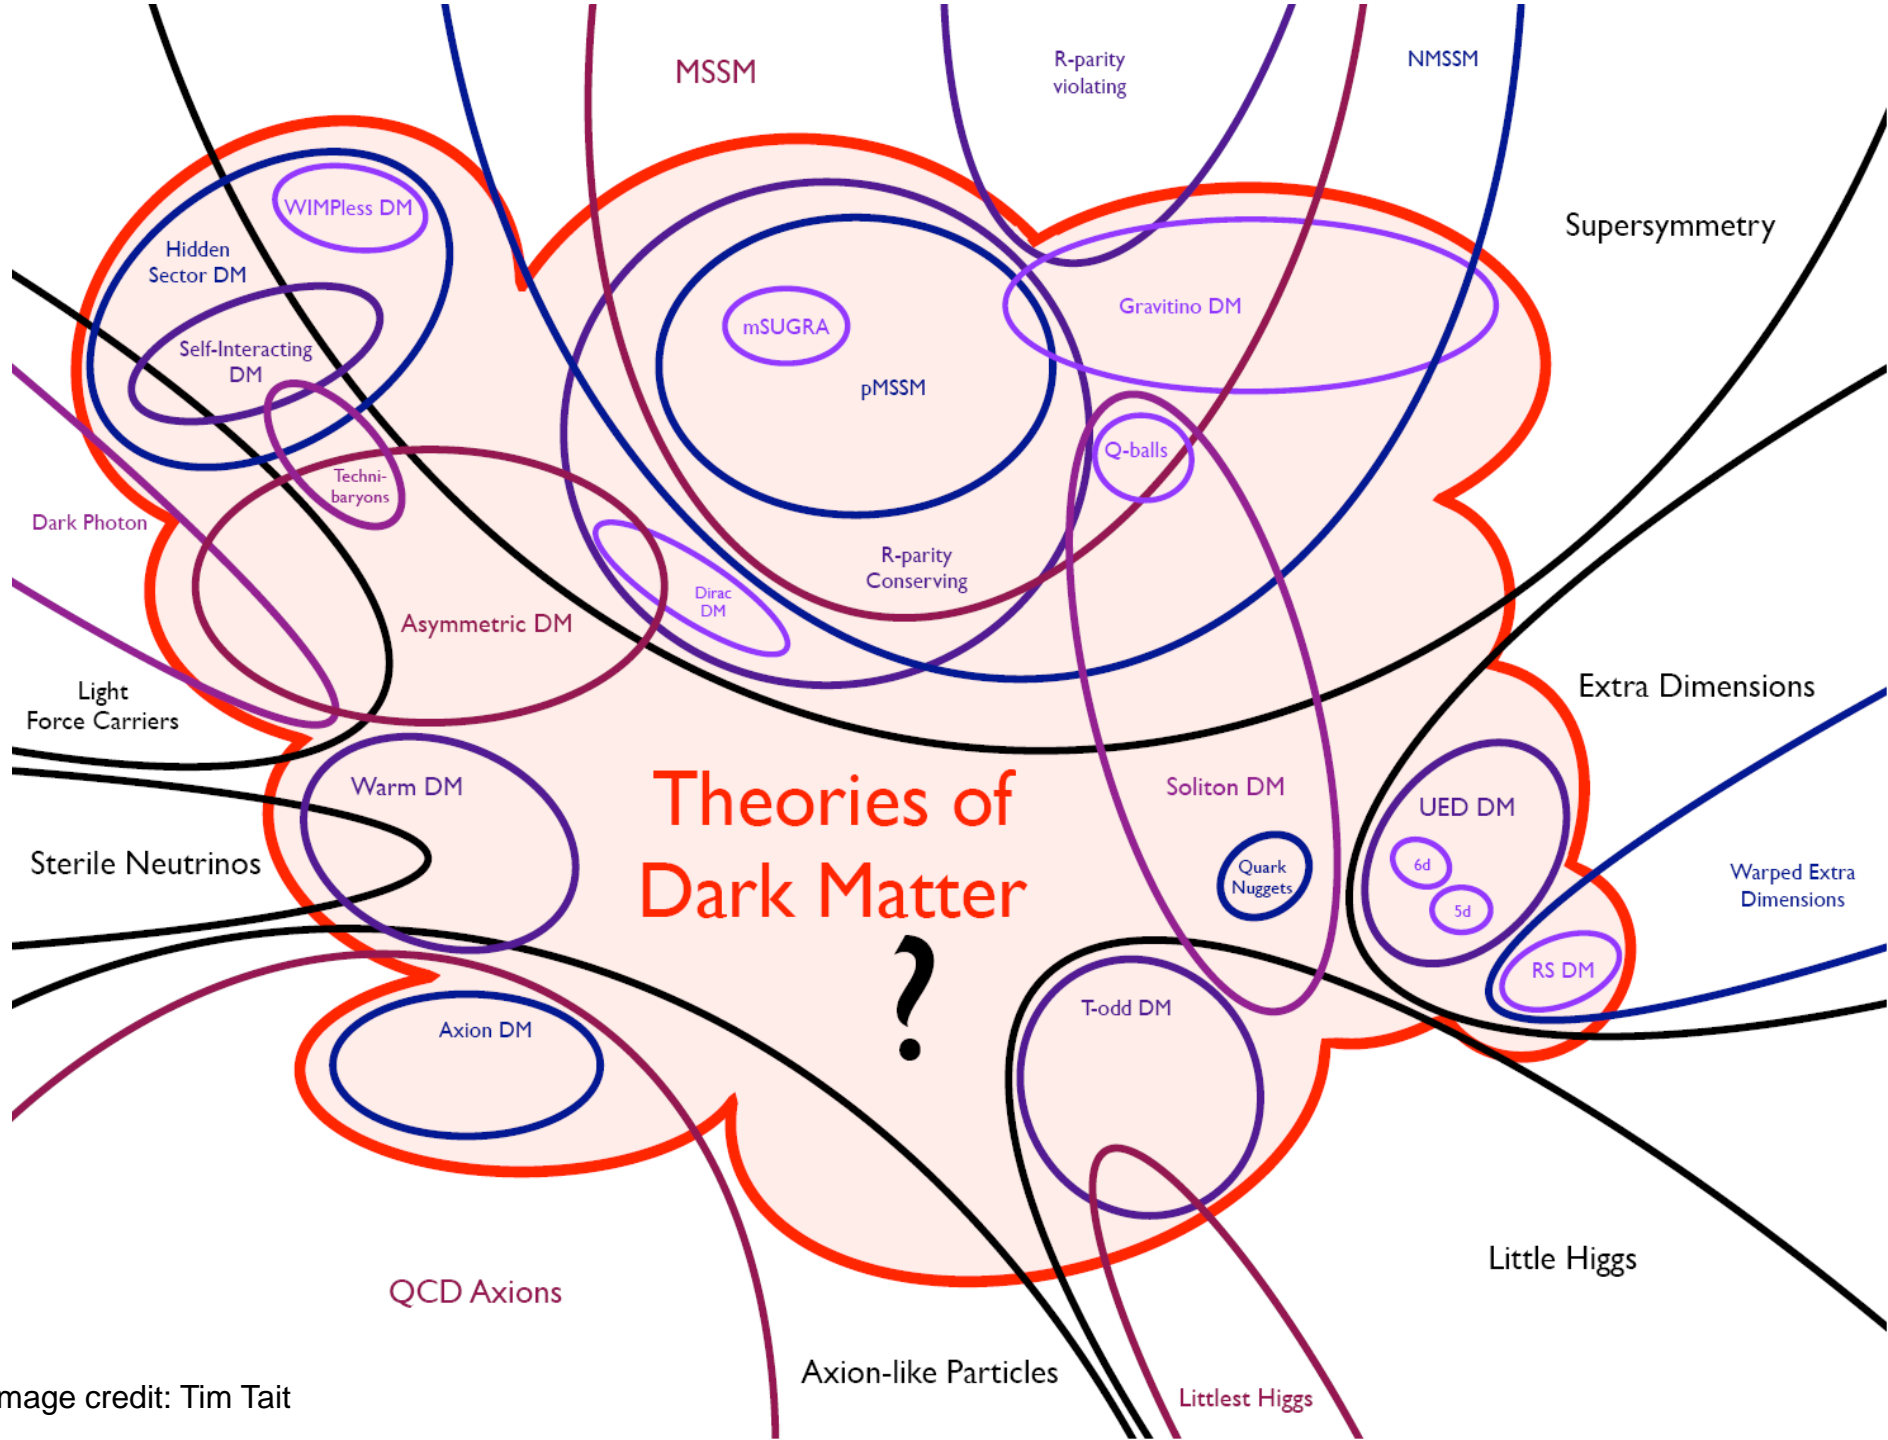 MSSM
R-parity
violating
NMSSM
Supersymmetry
WIMPless DM
Hidden
Sector DM
Self-Interacting
DM
mSUGRA
pMSSM
Gravitino DM
Q-balls
Techni-
baryons
Dark Photon
R-parity
Conserving
Dirac
DM
Asymmetric DM
Light
Force Carriers
Extra Dimensions
Warm DM
Theories of
Dark Matter
?
Soliton DM
Quark
Nuggets
UED DM
6d
5d
Warped Extra
Dimensions
Sterile Neutrinos
RS DM
T-odd DM
Axion DM
Little Higgs
QCD Axions
Axion-like Particles
Littlest Higgs
mage credit: Tim Tait